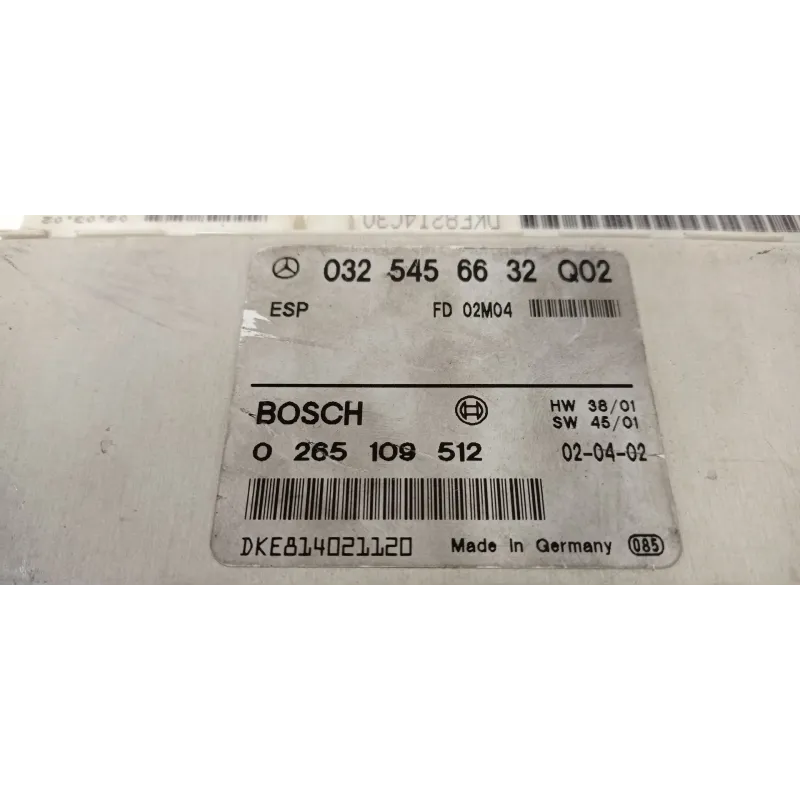 032 545 66 32 Q02
ESP FD 02M04
BOSCH HW 38/01
SW 45/01
0 265 109 512 02-04-02
DKE814021120 Made in Germany 085